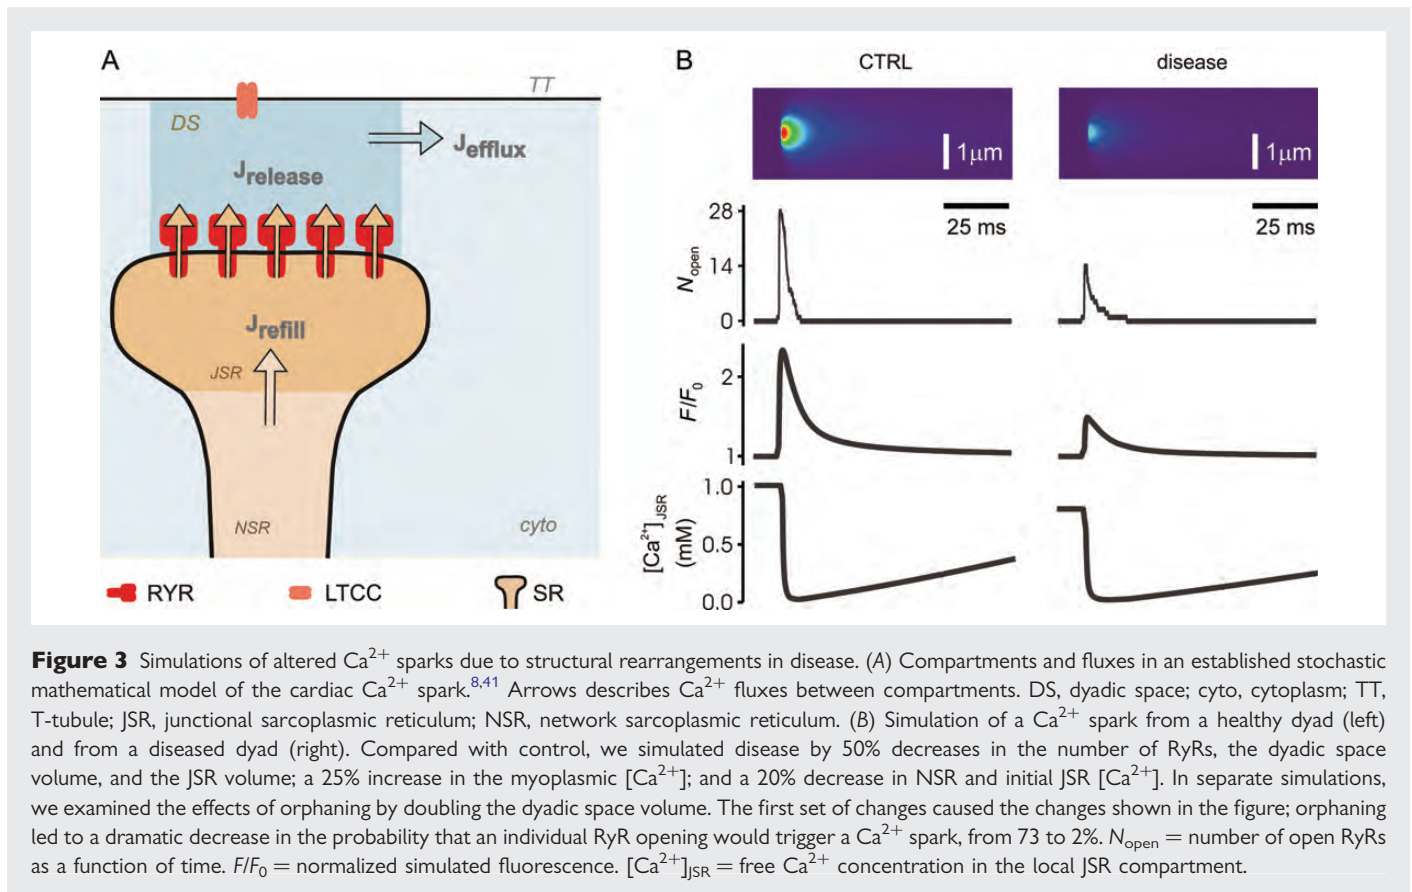 A
TT
DS
J_efflux
J_release
J_refill
JSR
NSR
cyto
RYR
LTCC
SR
B
CTRL
disease
1μm
1μm
25 ms
25 ms
N_open
28
14
0
F/F₀
2
1
[Ca²⁺]_JSR
(mM)
1.0
0.5
0.0
Figure 3 Simulations of altered Ca²⁺ sparks due to structural rearrangements in disease. (A) Compartments and fluxes in an established stochastic
mathematical model of the cardiac Ca²⁺ spark.⁸,⁴¹ Arrows describes Ca²⁺ fluxes between compartments. DS, dyadic space; cyto, cytoplasm; TT,
T-tubule; JSR, junctional sarcoplasmic reticulum; NSR, network sarcoplasmic reticulum. (B) Simulation of a Ca²⁺ spark from a healthy dyad (left)
and from a diseased dyad (right). Compared with control, we simulated disease by 50% decreases in the number of RyRs, the dyadic space
volume, and the JSR volume; a 25% increase in the myoplasmic [Ca²⁺]; and a 20% decrease in NSR and initial JSR [Ca²⁺]. In separate simulations,
we examined the effects of orphaning by doubling the dyadic space volume. The first set of changes caused the changes shown in the figure; orphaning
led to a dramatic decrease in the probability that an individual RyR opening would trigger a Ca²⁺ spark, from 73 to 2%. N_open = number of open RyRs
as a function of time. F/F₀ = normalized simulated fluorescence. [Ca²⁺]_JSR = free Ca²⁺ concentration in the local JSR compartment.